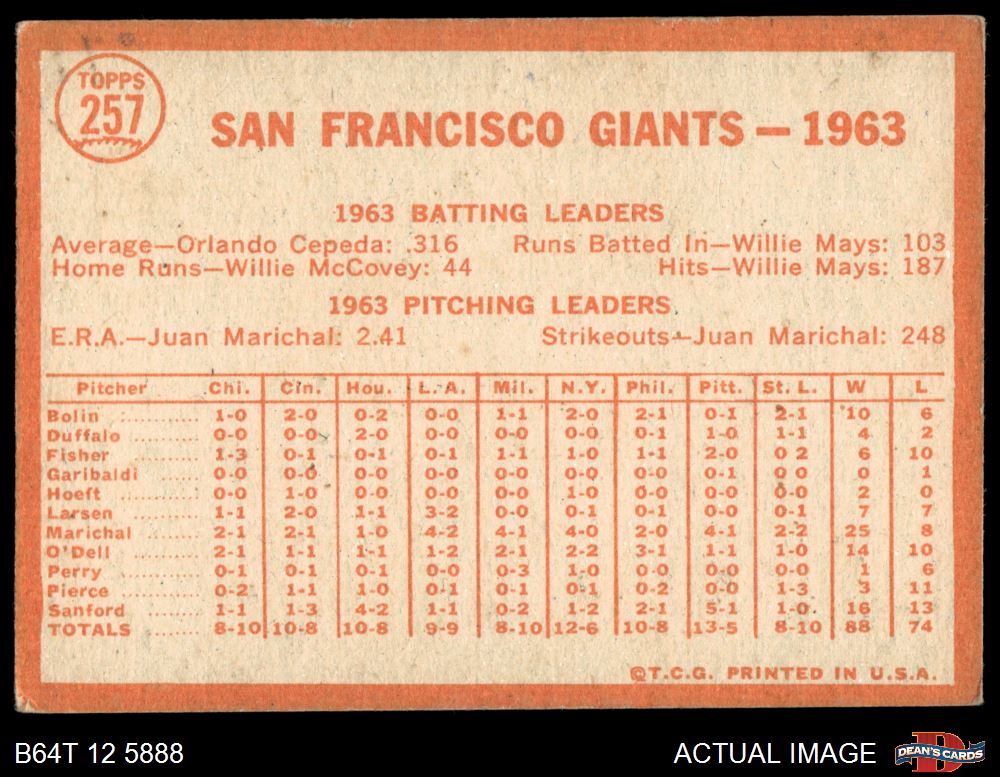 TOPPS
257
SAN FRANCISCO GIANTS — 1963
1963 BATTING LEADERS
Average—Orlando Cepeda: .316 Runs Batted In—Willie Mays: 103
Home Runs—Willie McCovey: 44 Hits—Willie Mays: 187
1963 PITCHING LEADERS
E.R.A.—Juan Marichal: 2.41 Strikeouts—Juan Marichal: 248
Pitcher Chi. Cin. Hou. L.A. Mil. N.Y. Phil. Pitt. St. L. W L
Bolin .......... 1-0 2-0 0-2 0-0 1-1 2-0 2-1 0-1 2-1 10 6
Duffalo .......... 0-0 0-0 2-0 0-0 0-0 0-0 0-1 1-0 1-1 4 2
Fisher .......... 1-3 0-1 0-1 0-1 1-1 1-0 1-1 2-0 0 2 6 10
Garibaldi ........ 0-0 0-0 0-0 0-0 0-0 0-0 0-0 0-1 0-0 0 1
Hoeft .......... 0-0 1-0 0-0 0-0 0-0 1-0 0-0 0-0 0-0 2 0
Larsen .......... 1-1 2-0 1-1 3-2 0-0 0-1 0-1 0-0 0-1 7 7
Marichal ........ 2-1 2-1 1-0 4-2 4-1 4-0 2-0 4-1 2-2 25 8
O'Dell .......... 2-1 1-1 1-1 1-2 2-1 2-2 3-1 1-1 1-0 14 10
Perry .......... 0-1 0-1 0-1 0-0 0-3 1-0 0-0 0-0 0-0 1 6
Pierce .......... 0-2 1-1 1-0 0-1 0-1 0-1 0-2 0-0 1-3 3 11
Sanford ........ 1-1 1-3 4-2 1-1 0-2 1-2 2-1 5-1 1-0 16 13
TOTALS ...... 8-10 10-8 10-8 9-9 8-10 12-6 10-8 13-5 8-10 88 74
©T.C.G. PRINTED IN U.S.A.
B64T 12 5888 ACTUAL IMAGE DEAN'S CARDS